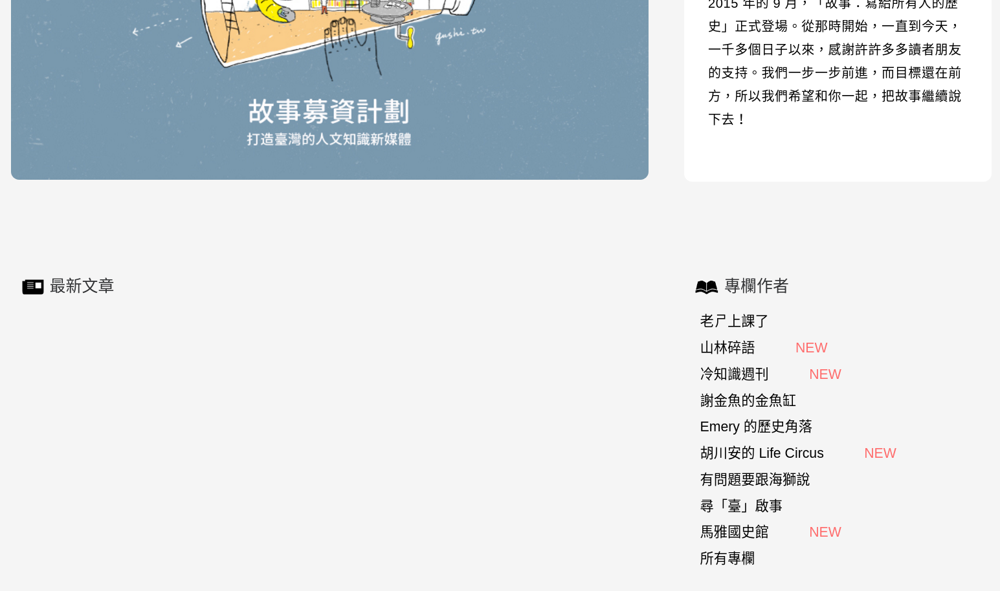 gushi.tw
故事募資計劃
打造臺灣的人文知識新媒體
2015 年的 9 月，「故事：寫給所有人的歷
史」正式登場。從那時開始，一直到今天，
一千多個日子以來，感謝許許多多讀者朋友
的支持。我們一步一步前進，而目標還在前
方，所以我們希望和你一起，把故事繼續說
下去！
最新文章
專欄作者
老ㄕ上課了
山林碎語 NEW
冷知識週刊 NEW
謝金魚的金魚缸
Emery 的歷史角落
胡川安的 Life Circus NEW
有問題要跟海獅說
尋「臺」啟事
馬雅國史館 NEW
所有專欄